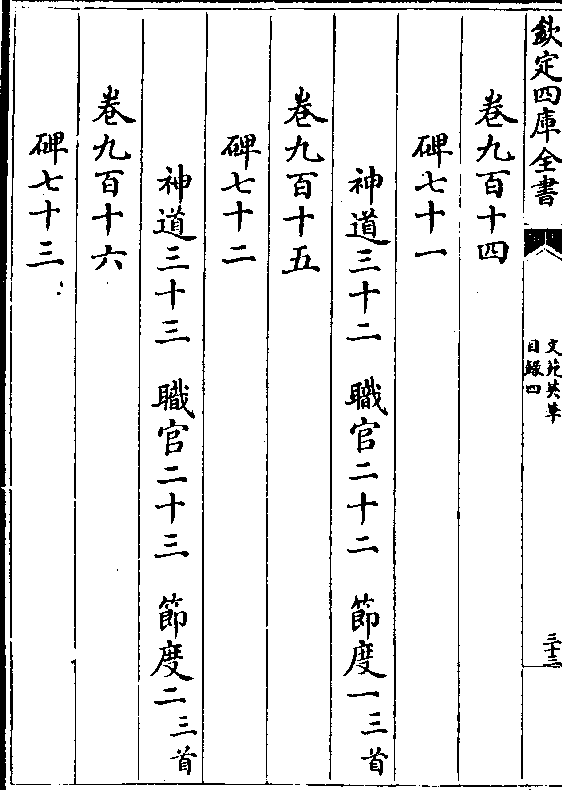 欽定四庫全書
文苑英華
目錄四
三十三
卷九百十四
碑七十一
神道三十二　職官二十二　節度一三首
卷九百十五
碑七十二
神道三十三　職官二十三　節度二三首
卷九百十六
碑七十三